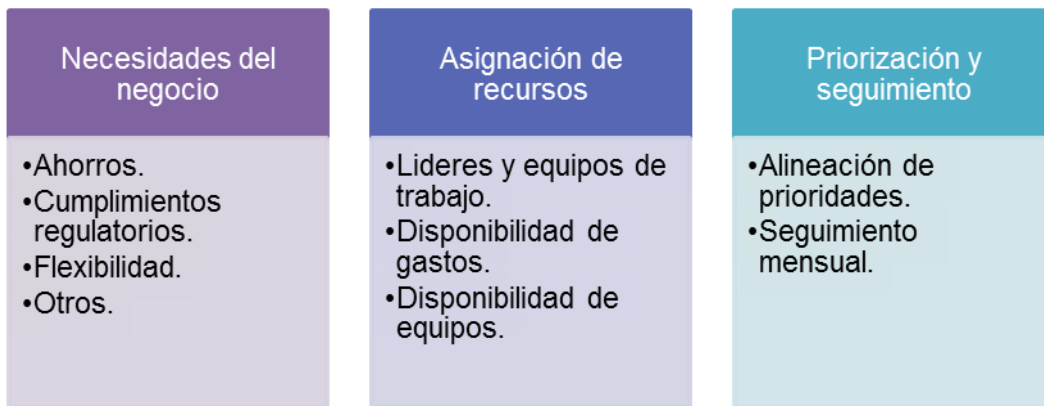 Necesidades del
negocio
•Ahorros.
•Cumplimientos
regulatorios.
•Flexibilidad.
•Otros.
Asignación de
recursos
•Lideres y equipos de
trabajo.
•Disponibilidad de
gastos.
•Disponibilidad de
equipos.
Priorización y
seguimiento
•Alineación de
prioridades.
•Seguimiento
mensual.